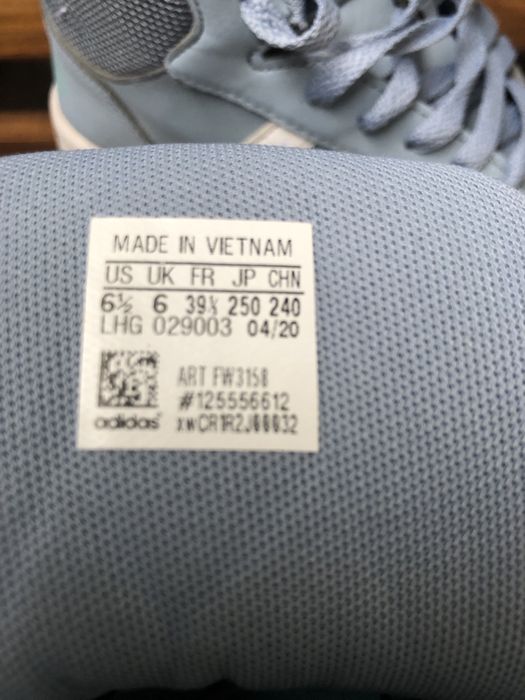 MADE IN VIETNAM
US UK FR JP CHN
6½ 6 39⅓ 250 240
LHG 029003 04/20
ART FW3158
#125556612
adidas